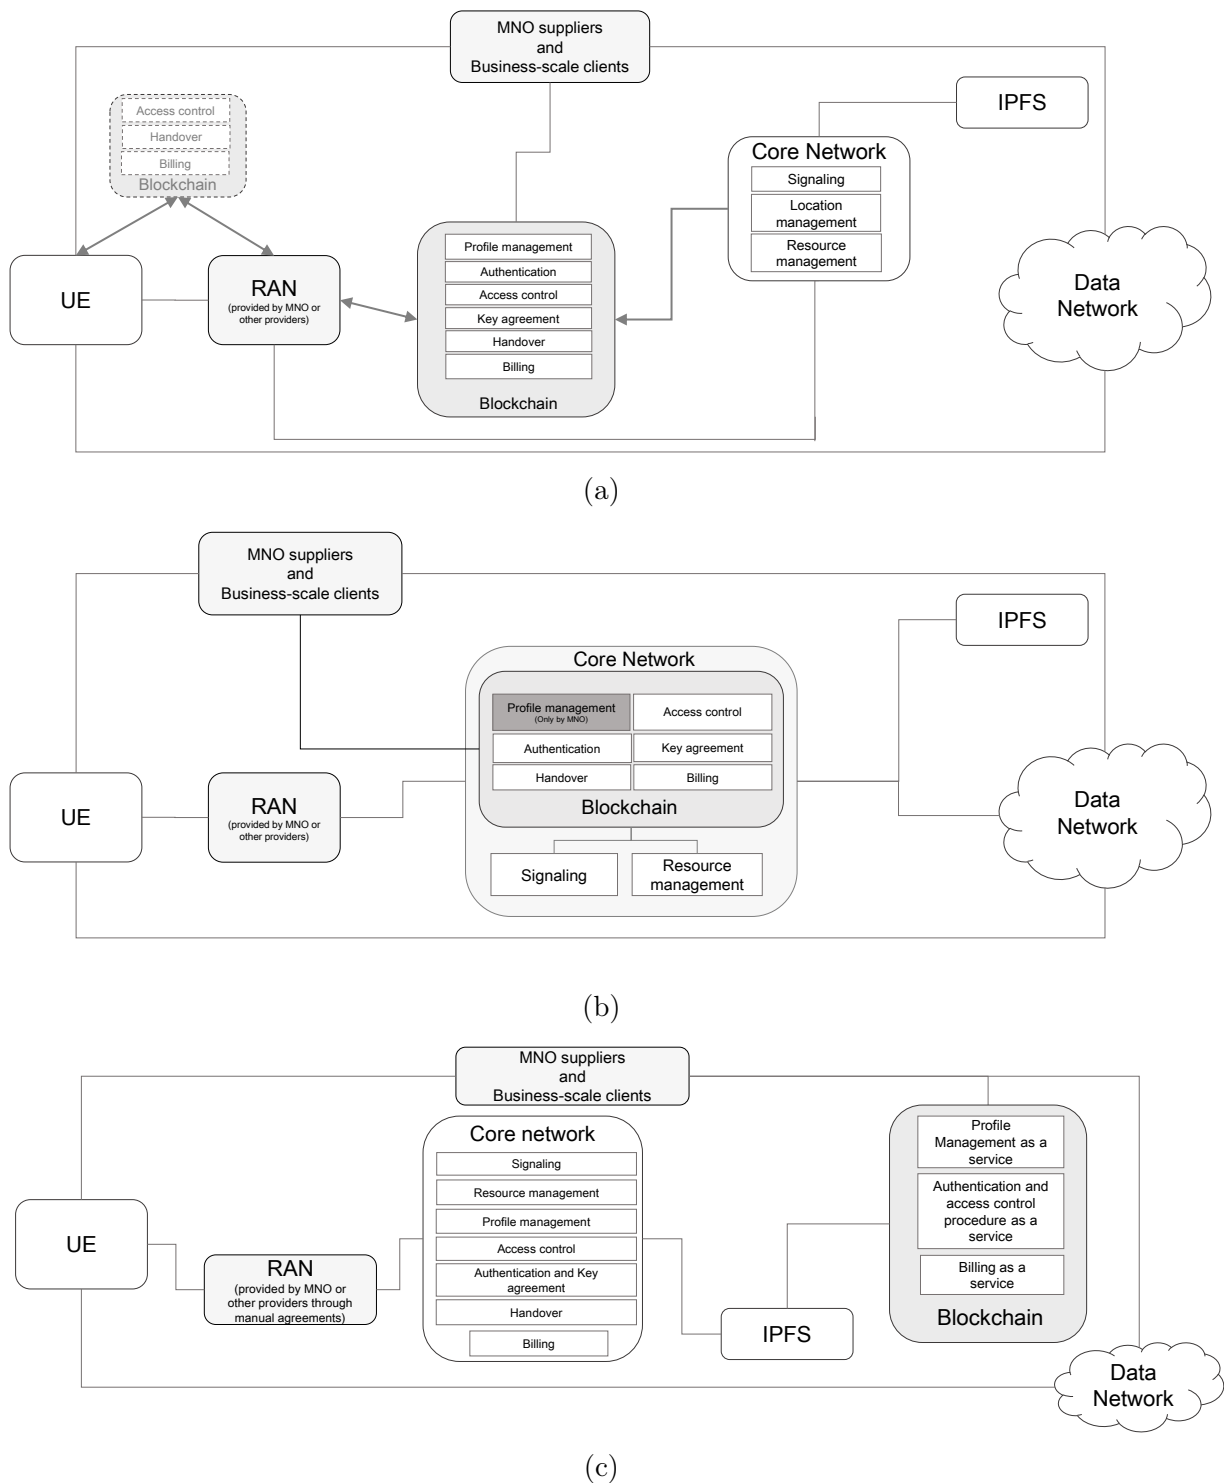 MNO suppliers
and
Business-scale clients
IPFS
Access control
Handover
Billing
Blockchain
Core Network
Signaling
Location
management
Resource
management
Profile management
Authentication
Access control
Key agreement
Handover
Billing
Blockchain
UE
RAN
(provided by MNO or
other providers)
Data
Network
(a)
MNO suppliers
and
Business-scale clients
IPFS
Core Network
Profile management
(Only by MNO)
Access control
Authentication
Key agreement
Handover
Billing
Blockchain
Signaling
Resource
management
UE
RAN
(provided by MNO or
other providers)
Data
Network
(b)
MNO suppliers
and
Business-scale clients
Core network
Signaling
Resource management
Profile management
Access control
Authentication and Key
agreement
Handover
Billing
Profile
Management as a
service
Authentication and
access control
procedure as a
service
Billing as a
service
Blockchain
UE
RAN
(provided by MNO or
other providers through
manual agreements)
IPFS
Data
Network
(c)